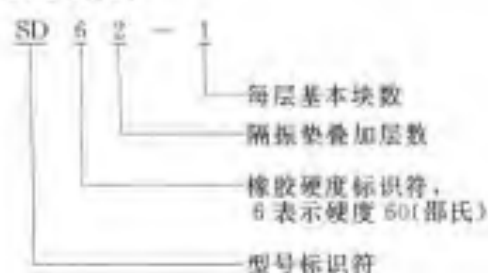 SD 6 2 — 1
每层基本块数
隔振垫叠加层数
橡胶硬度标识符，
6 表示硬度 60(邵氏)
型号标识符